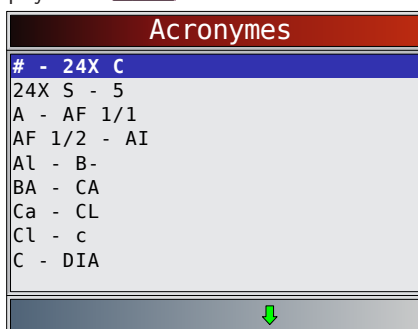 Acronymes
# - 24X C
24X S - 5
A - AF 1/1
AF 1/2 - AI
Al - B-
BA - CA
Ca - CL
Cl - c
C - DIA